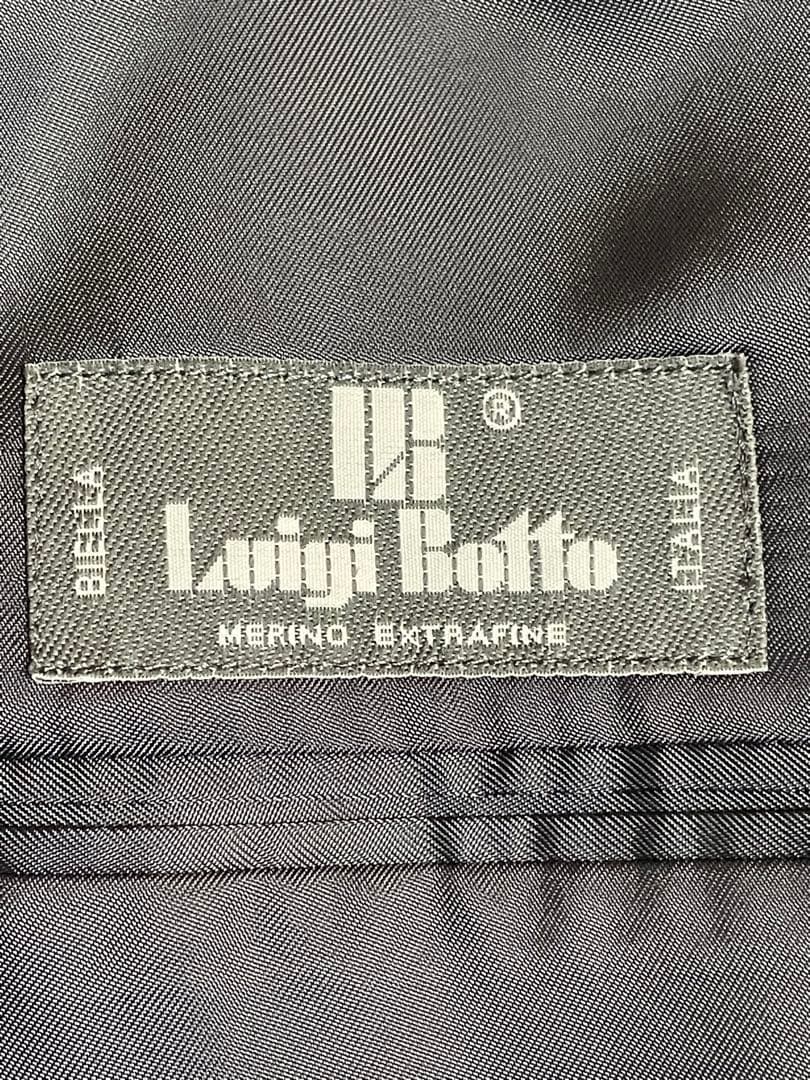 ®
BIELLA
Luigi Botto
ITALIA
MERINO EXTRAFINE